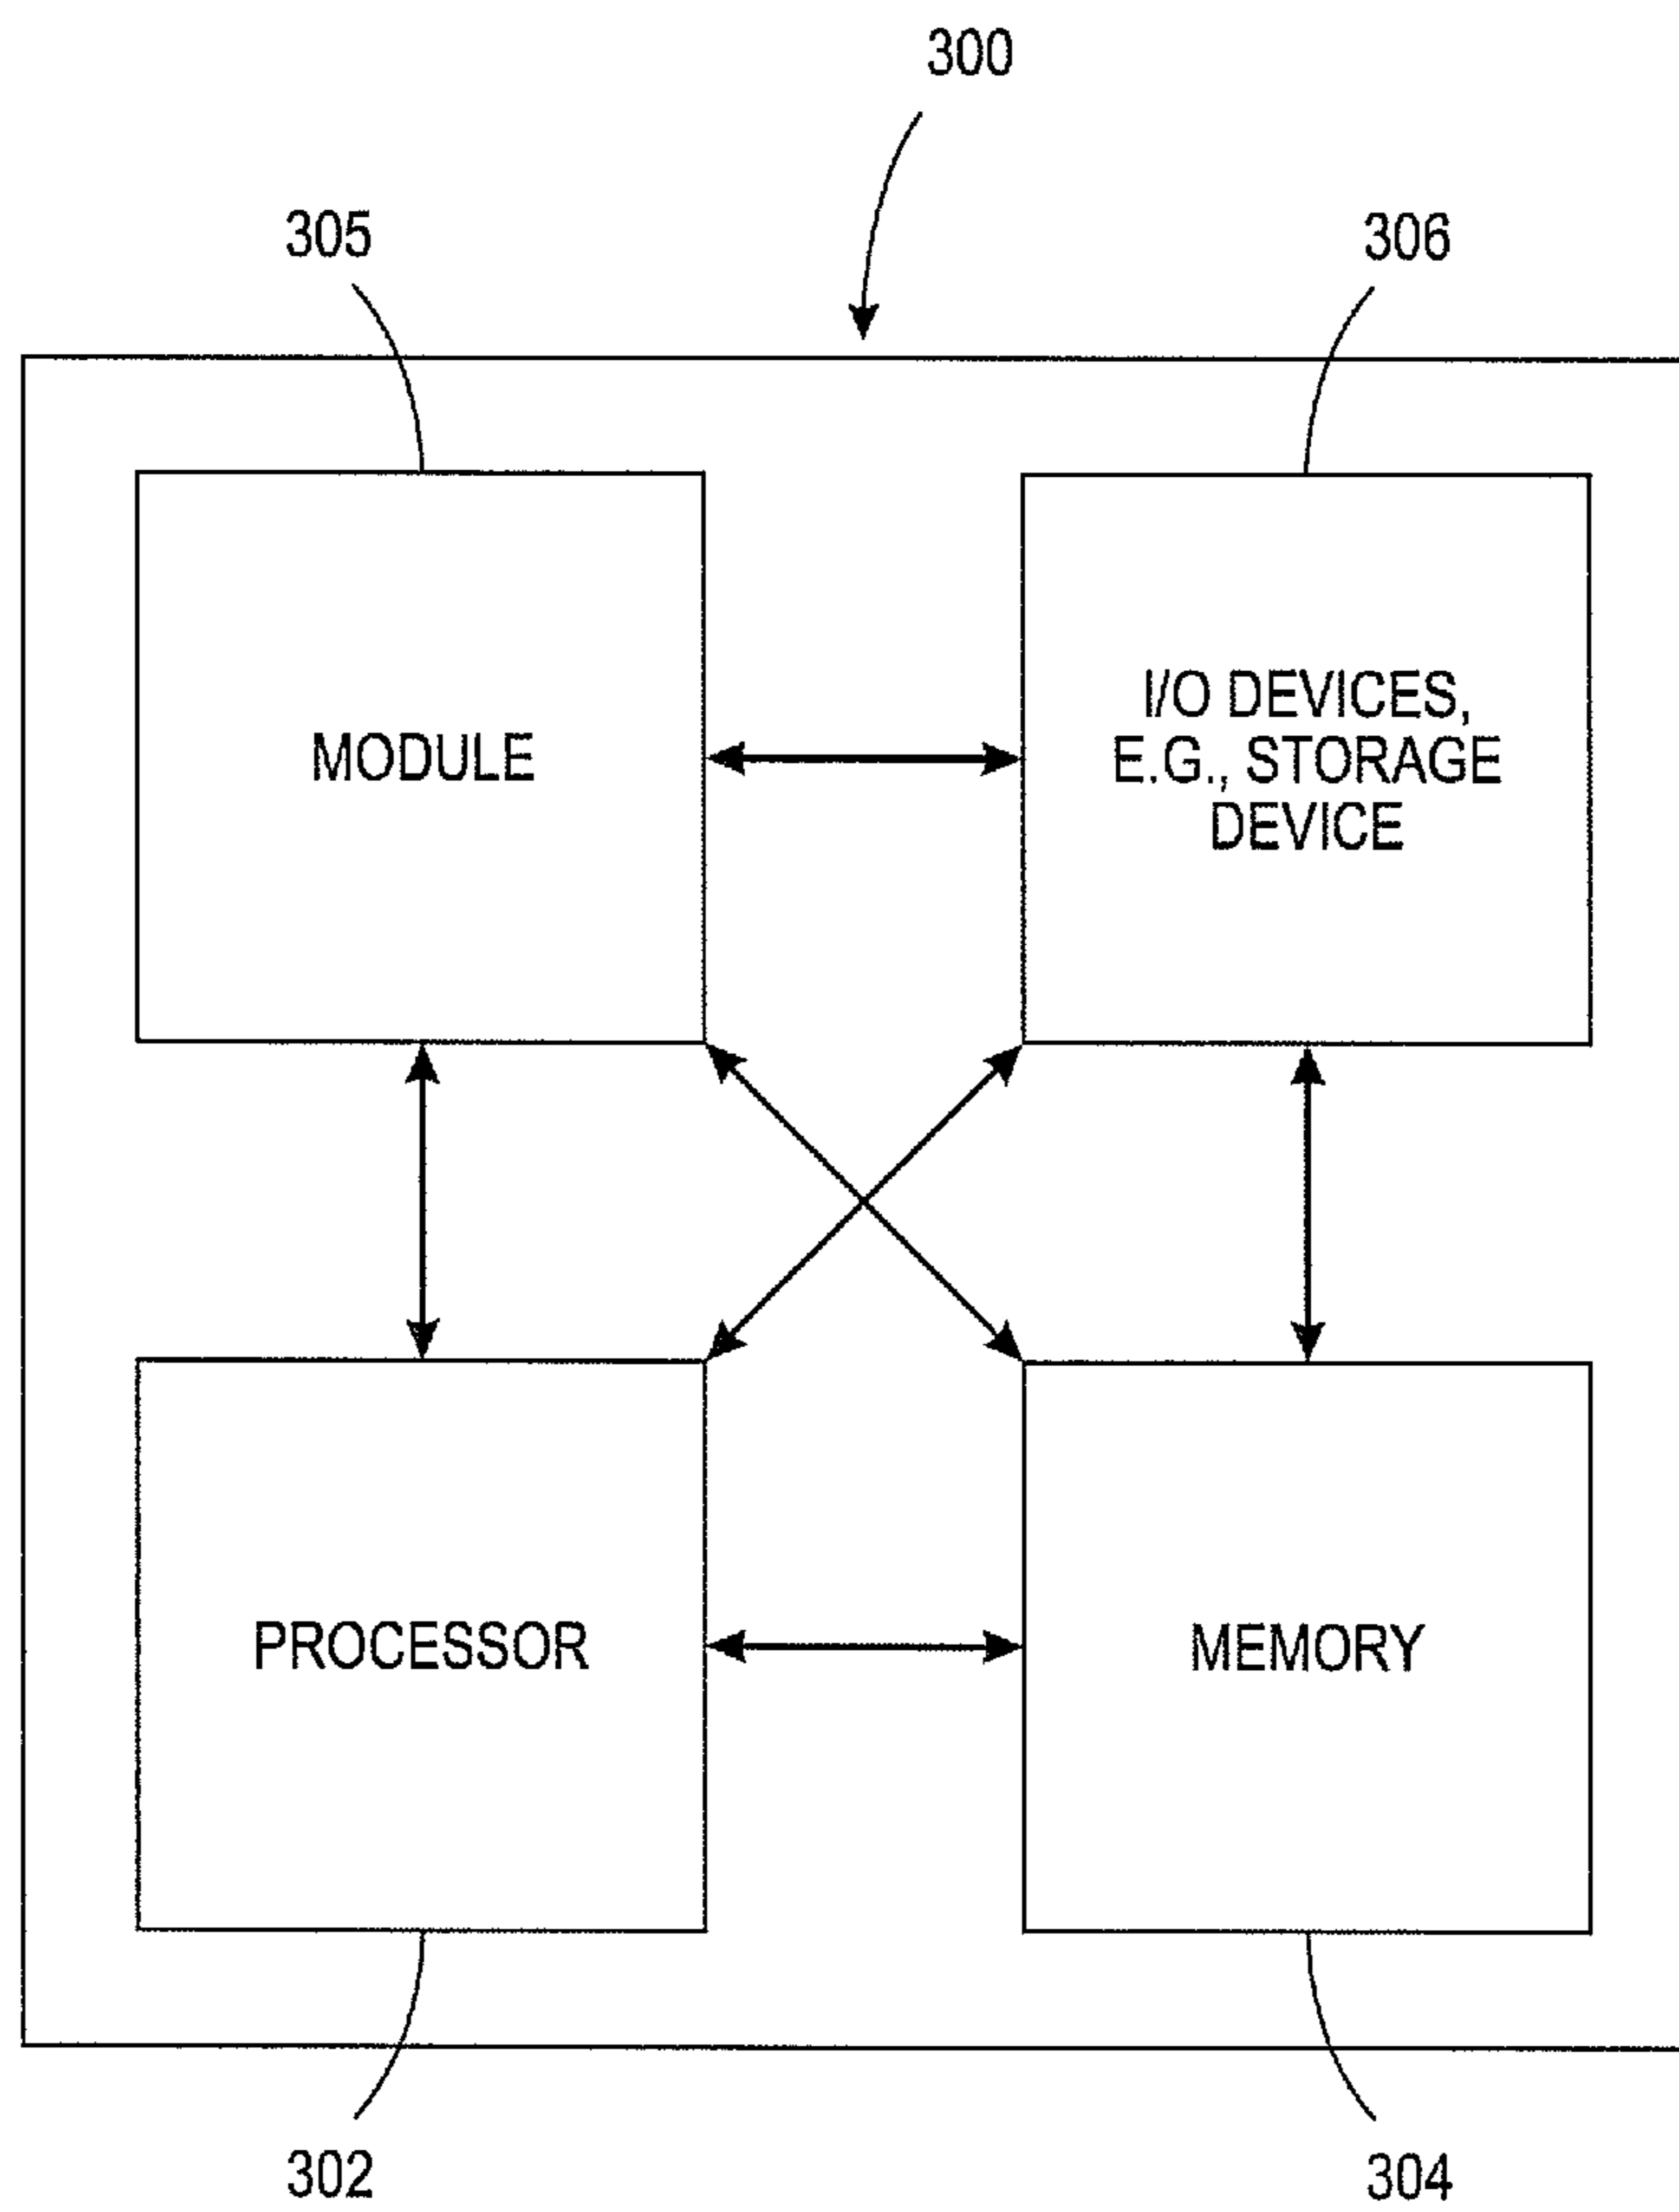 300
305
306
MODULE
I/O DEVICES,
E.G., STORAGE
DEVICE
PROCESSOR
MEMORY
302
304